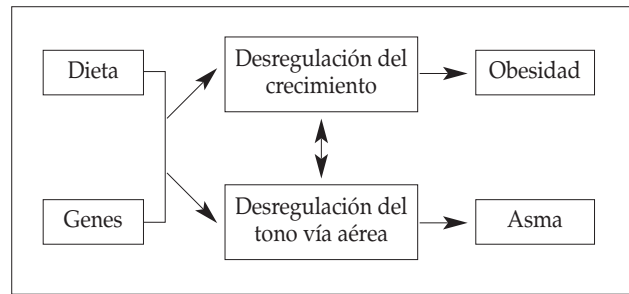 Dieta
Desregulación del
crecimiento
Obesidad
Genes
Desregulación del
tono vía aérea
Asma